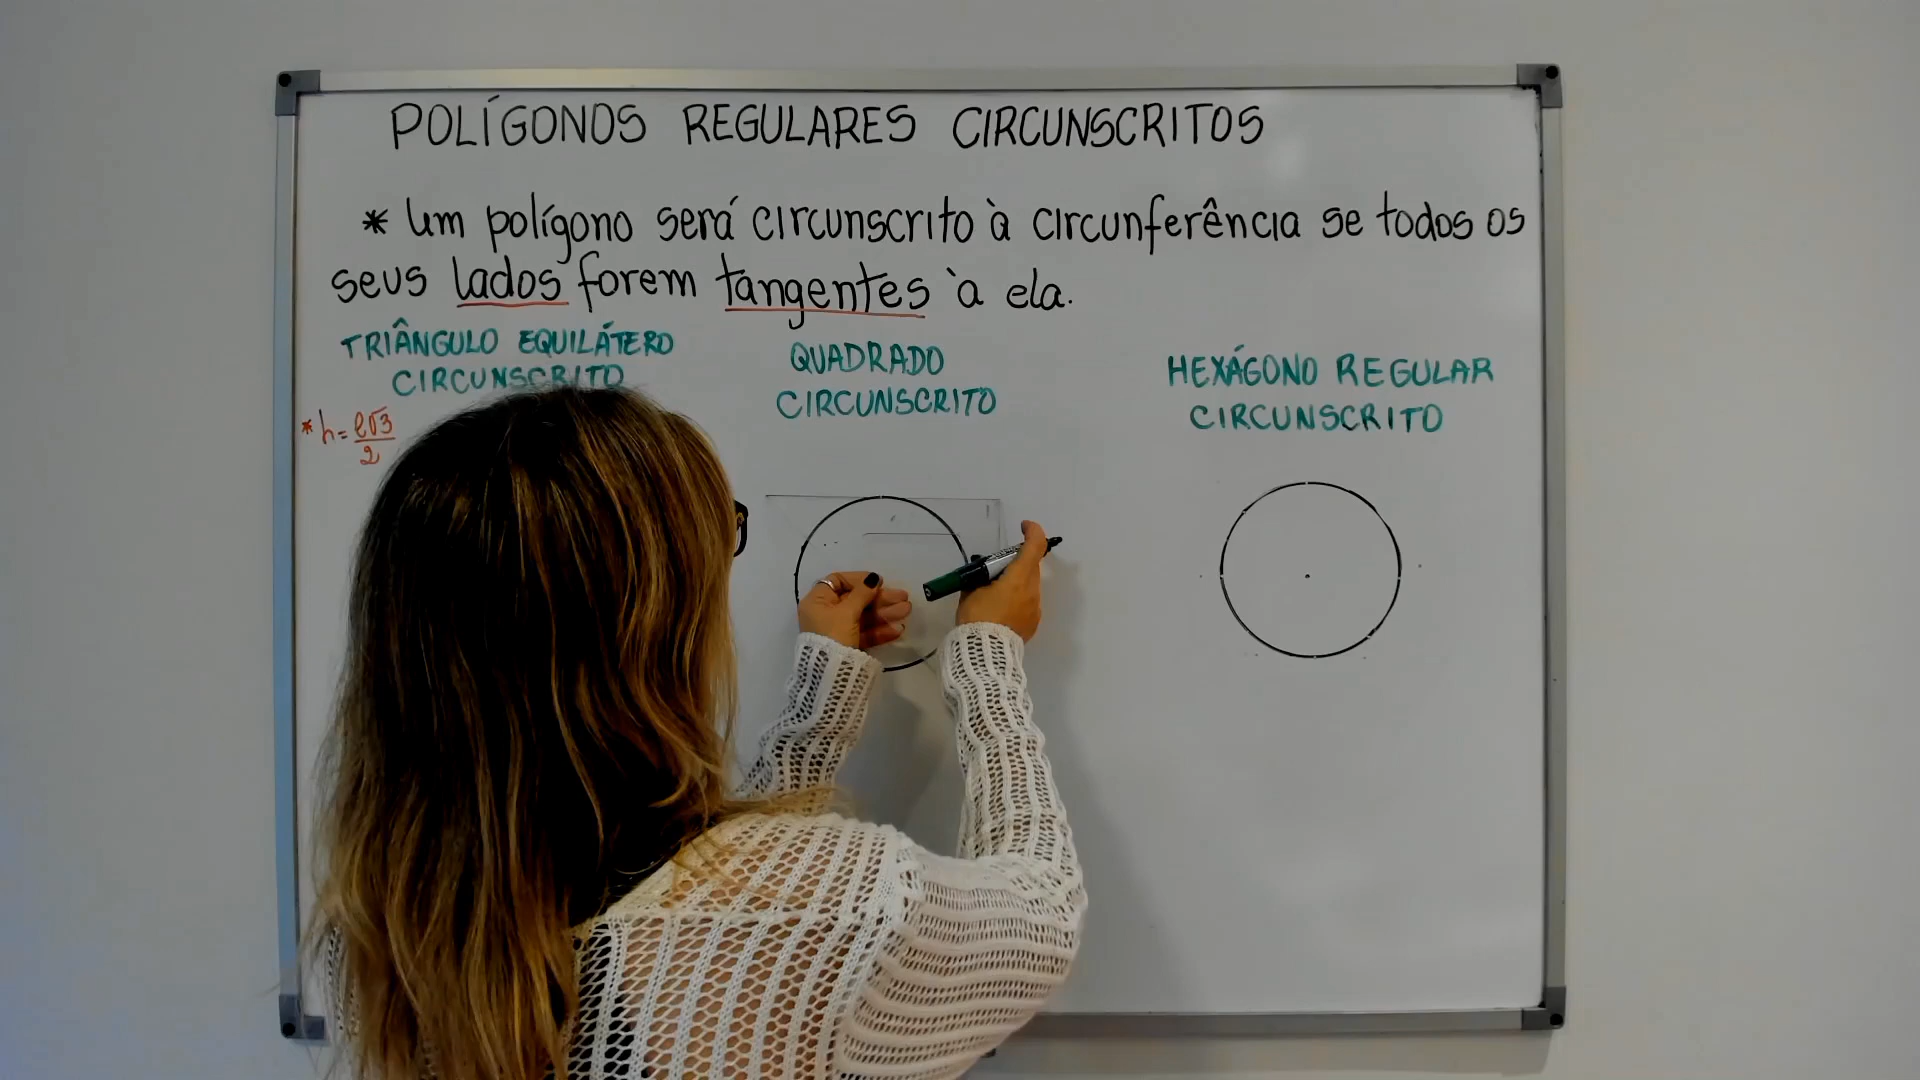 POLÍGONOS REGULARES CIRCUNSCRITOS
* Um polígono será circunscrito à circunferência se todos os
seus lados forem tangentes à ela.
TRIÂNGULO EQUILÁTERO
CIRCUNSCRITO
* h = l√3/2
QUADRADO
CIRCUNSCRITO
HEXÁGONO REGULAR
CIRCUNSCRITO